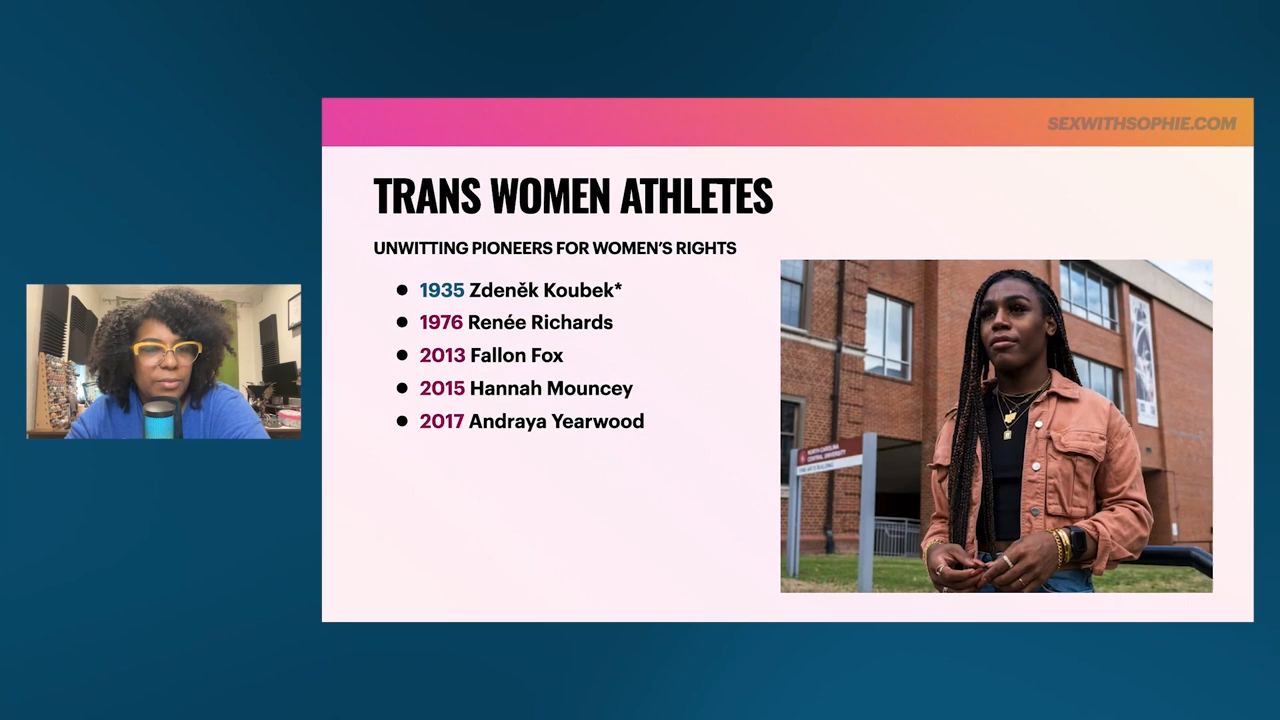 SEXWITHSOPHIE.COM
TRANS WOMEN ATHLETES
UNWITTING PIONEERS FOR WOMEN'S RIGHTS
● 1935 Zdeněk Koubek*
● 1976 Renée Richards
● 2013 Fallon Fox
● 2015 Hannah Mouncey
● 2017 Andraya Yearwood
NORTH CAROLINA
CENTRAL UNIVERSITY